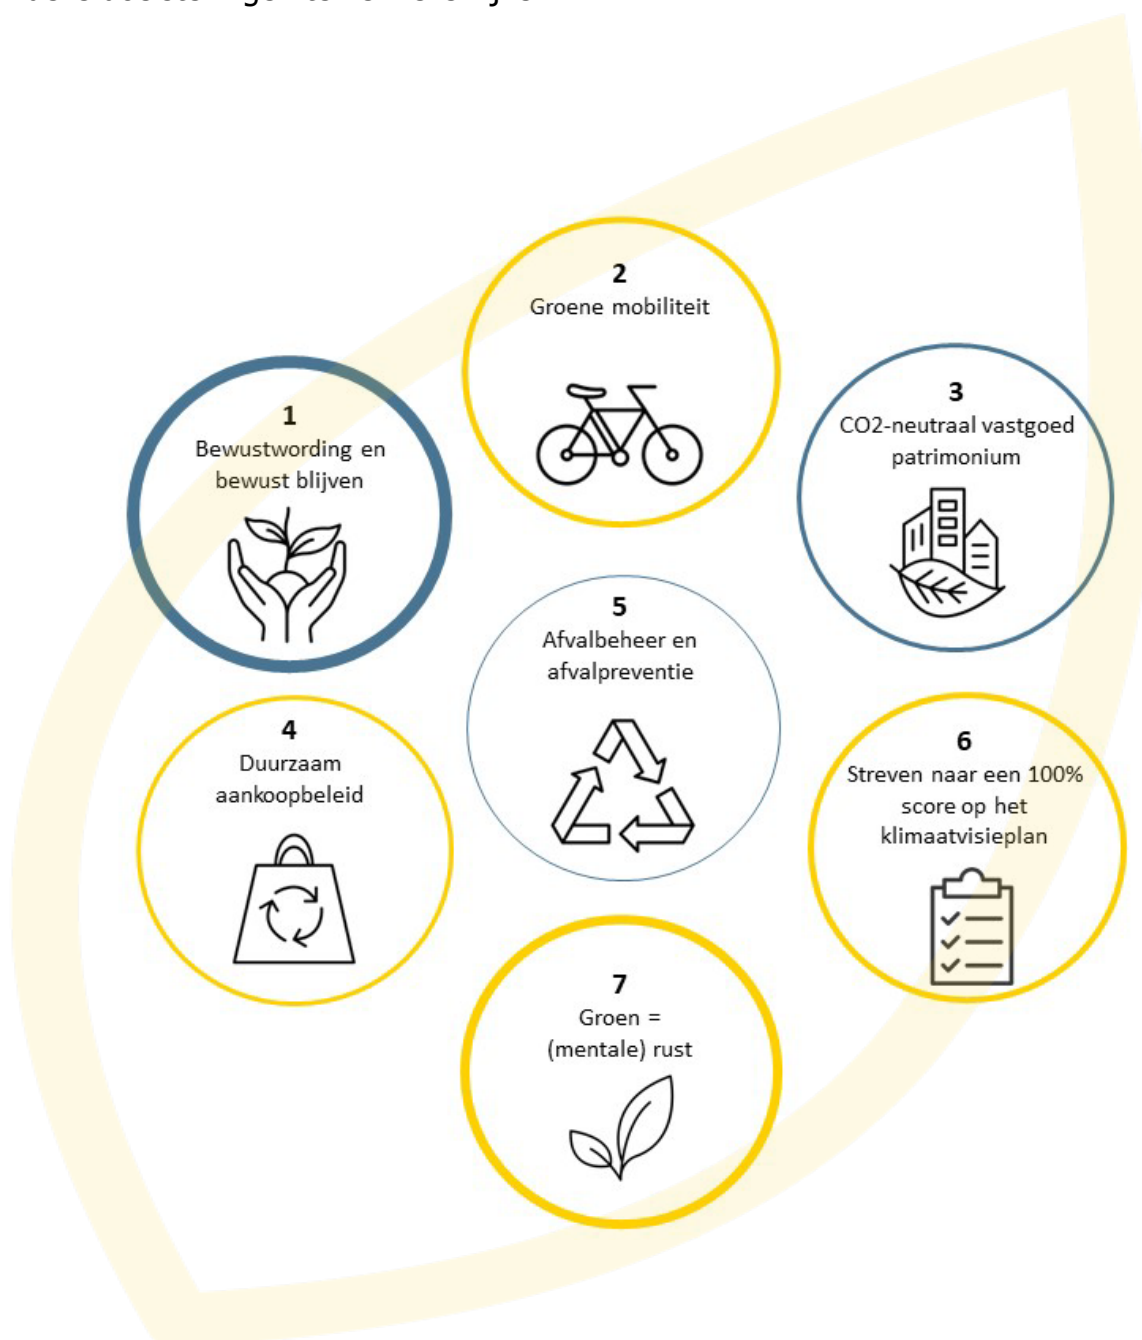 1
Bewustwording en
bewust blijven
2
Groene mobiliteit
3
CO2-neutraal vastgoed
patrimonium
4
Duurzaam
aankoopbeleid
5
Afvalbeheer en
afvalpreventie
6
Streven naar een 100%
score op het
klimaatvisieplan
7
Groen =
(mentale) rust